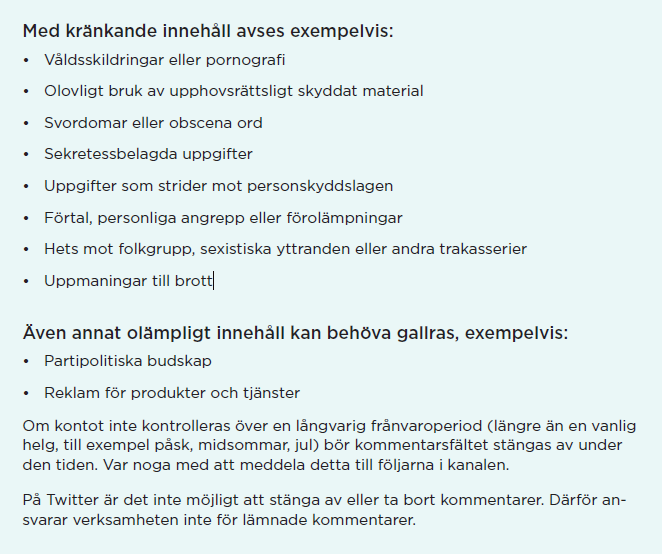 Med kränkande innehåll avses exempelvis:
• Våldsskildringar eller pornografi
• Olovligt bruk av upphovsrättsligt skyddat material
• Svordomar eller obscena ord
• Sekretessbelagda uppgifter
• Uppgifter som strider mot personskyddslagen
• Förtal, personliga angrepp eller förolämpningar
• Hets mot folkgrupp, sexistiska yttranden eller andra trakasserier
• Uppmaningar till brott
Även annat olämpligt innehåll kan behöva gallras, exempelvis:
• Partipolitiska budskap
• Reklam för produkter och tjänster
Om kontot inte kontrolleras över en långvarig frånvaroperiod (längre än en vanlig
helg, till exempel påsk, midsommar, jul) bör kommentarsfältet stängas av under
den tiden. Var noga med att meddela detta till följarna i kanalen.
På Twitter är det inte möjligt att stänga av eller ta bort kommentarer. Därför an-
svarar verksamheten inte för lämnade kommentarer.